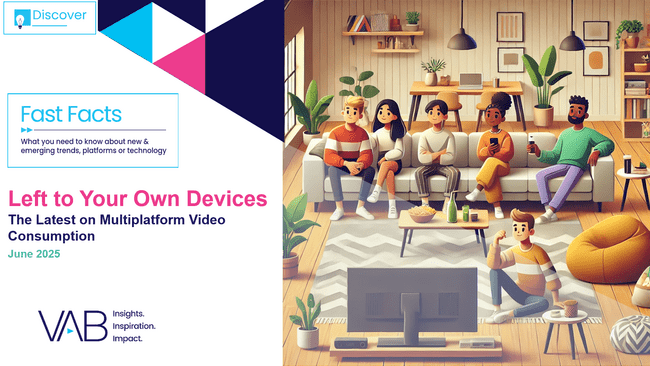 Discover
Fast Facts
What you need to know about new &
emerging trends, platforms or technology
Left to Your Own Devices
The Latest on Multiplatform Video
Consumption
June 2025
VAB
Insights.
Inspiration.
Impact.